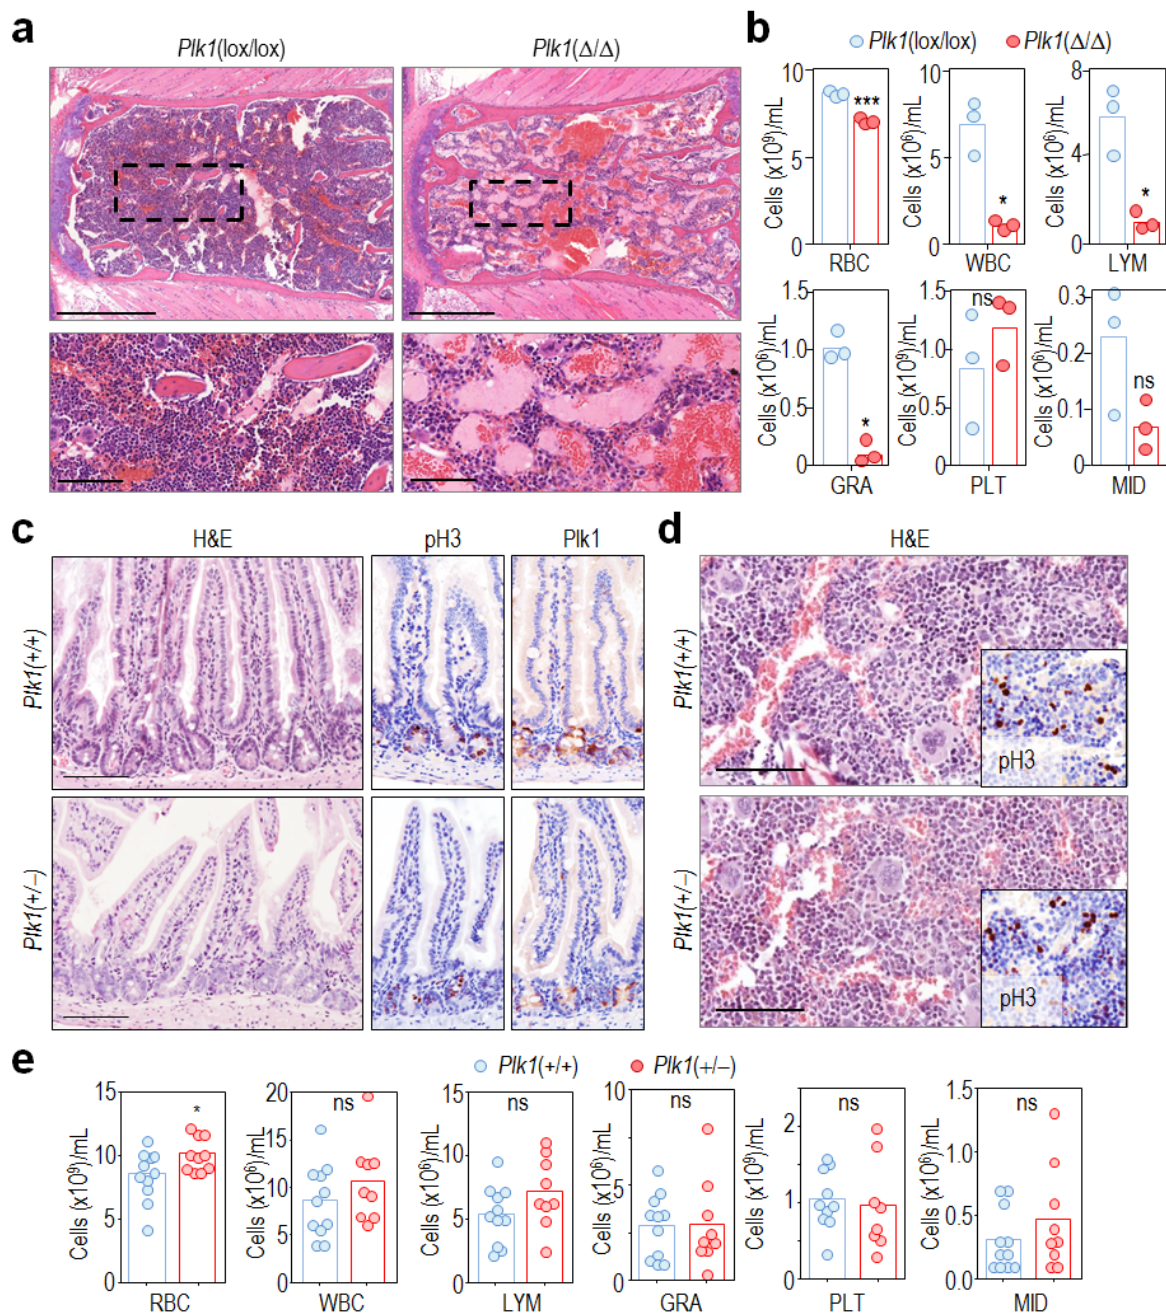 a
Plk1(lox/lox) Plk1(Δ/Δ)
b
Plk1(lox/lox) Plk1(Δ/Δ)
Cells (x10⁹)/mL
10
5
0
***
RBC
Cells (x10⁶)/mL
10
5
0
*
WBC
Cells (x10⁶)/mL
8
4
0
*
LYM
Cells (x10⁶)/mL
1.5
1.0
0.5
0
*
GRA
Cells (x10⁹)/mL
1.5
1.0
0.5
0
ns
PLT
Cells (x10⁶)/mL
0.3
0.2
0.1
0
ns
MID
c
H&E pH3 Plk1
Plk1(+/+)
Plk1(+/−)
d
H&E
Plk1(+/+)
pH3
Plk1(+/−)
pH3
e
Plk1(+/+) Plk1(+/−)
Cells (x10⁹)/mL
15
10
5
0
*
RBC
Cells (x10⁶)/mL
20
15
10
5
0
ns
WBC
Cells (x10⁶)/mL
15
10
5
0
ns
LYM
Cells (x10⁶)/mL
10
5
0
ns
GRA
Cells (x10⁹)/mL
2
1
0
ns
PLT
Cells (x10⁶)/mL
1.5
1.0
0.5
0.0
ns
MID